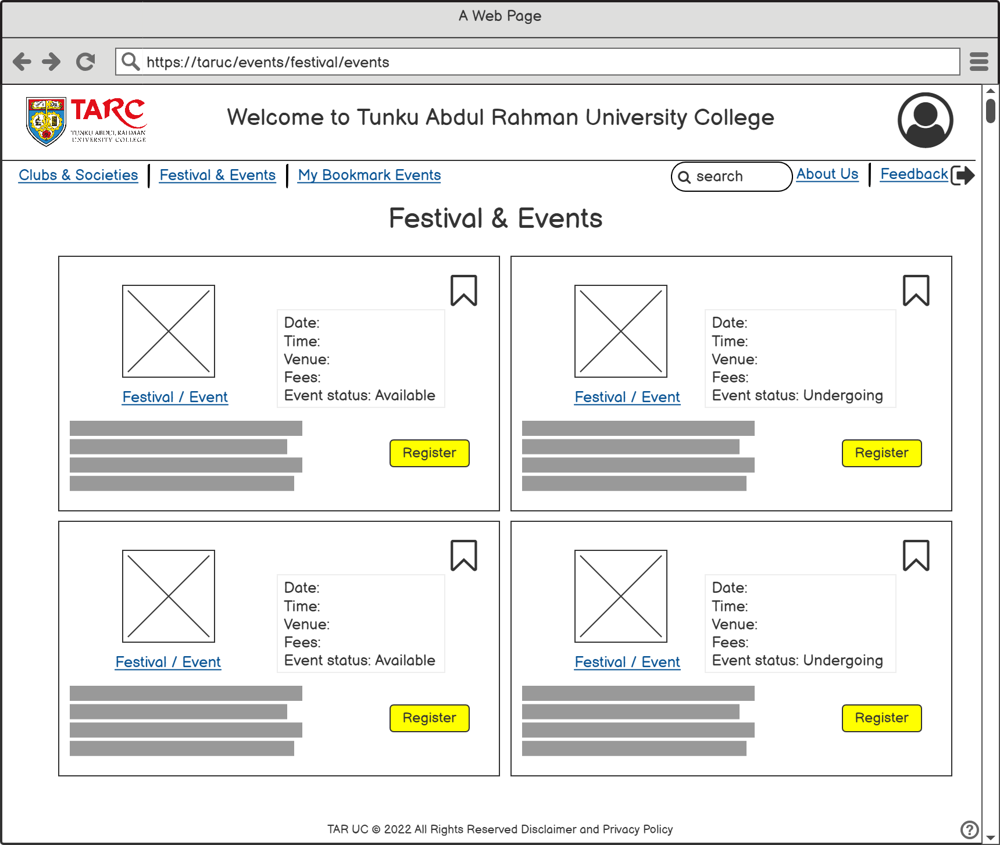 A Web Page
https://taruc/events/festival/events
TARC
TUNKU ABDUL RAHMAN
UNIVERSITY COLLEGE
Welcome to Tunku Abdul Rahman University College
Clubs & Societies
Festival & Events
My Bookmark Events
search
About Us
Feedback
Festival & Events
Date:
Time:
Venue:
Fees:
Event status: Available
Festival / Event
Register
Date:
Time:
Venue:
Fees:
Event status: Undergoing
Festival / Event
Register
Date:
Time:
Venue:
Fees:
Event status: Available
Festival / Event
Register
Date:
Time:
Venue:
Fees:
Event status: Undergoing
Festival / Event
Register
TAR UC © 2022 All Rights Reserved Disclaimer and Privacy Policy
?